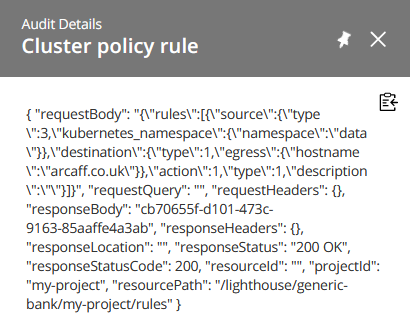 Audit Details
Cluster policy rule
{ "requestBody": "{\"rules\":[{\"source\":{\"type
\":3,\"kubernetes_namespace\":{\"namespace\":\"data
\"}},\"destination\":{\"type\":1,\"egress\":{\"hostname
\":\"arcaff.co.uk\"}},\"action\":1,\"type\":1,\"description
\":\"\"}]}", "requestQuery": "", "requestHeaders": {},
"responseBody": "cb70655f-d101-473c-
9163-85aaffe4a3ab", "responseHeaders": {},
"responseLocation": "", "responseStatus": "200 OK",
"responseStatusCode": 200, "resourceId": "", "projectId":
"my-project", "resourcePath": "/lighthouse/generic-
bank/my-project/rules" }